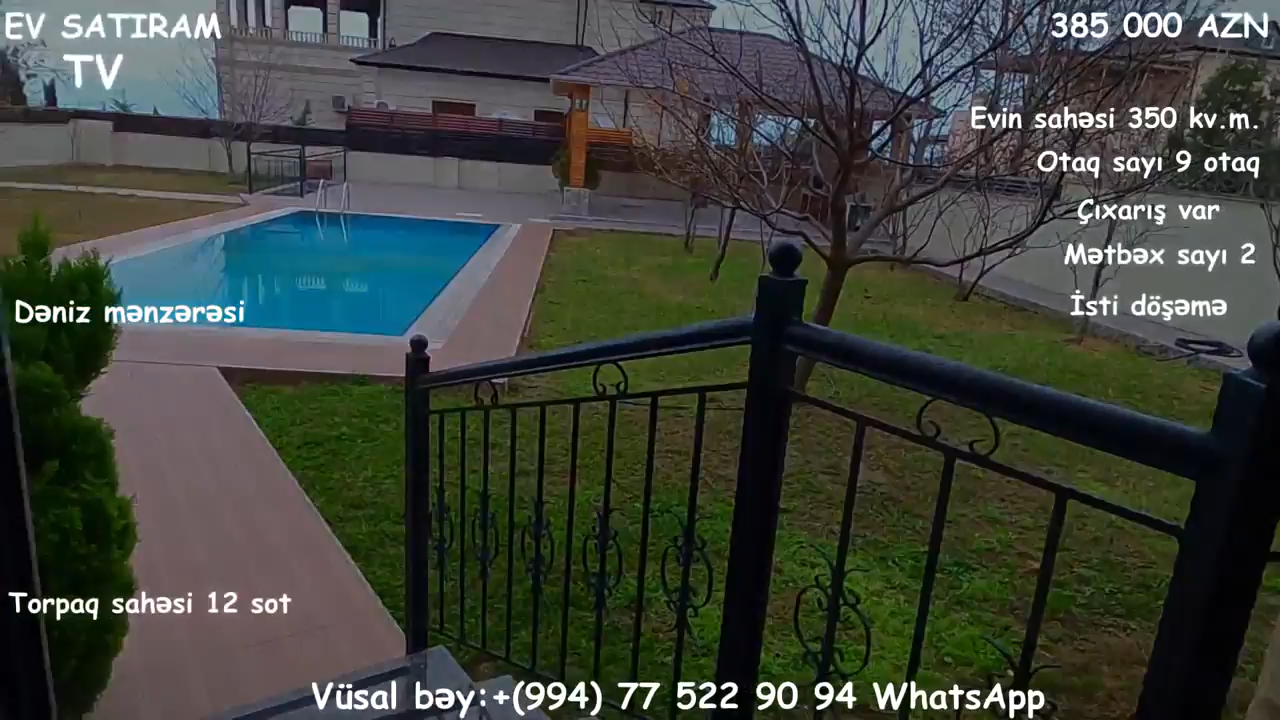 EV SATIRAM
TV
385 000 AZN
Evin sahəsi 350 kv.m.
Otaq sayı 9 otaq
Çıxarış var
Mətbəx sayı 2
İsti döşəmə
Dəniz mənzərəsi
Torpaq sahəsi 12 sot
Vüsal bəy:+(994) 77 522 90 94 WhatsApp